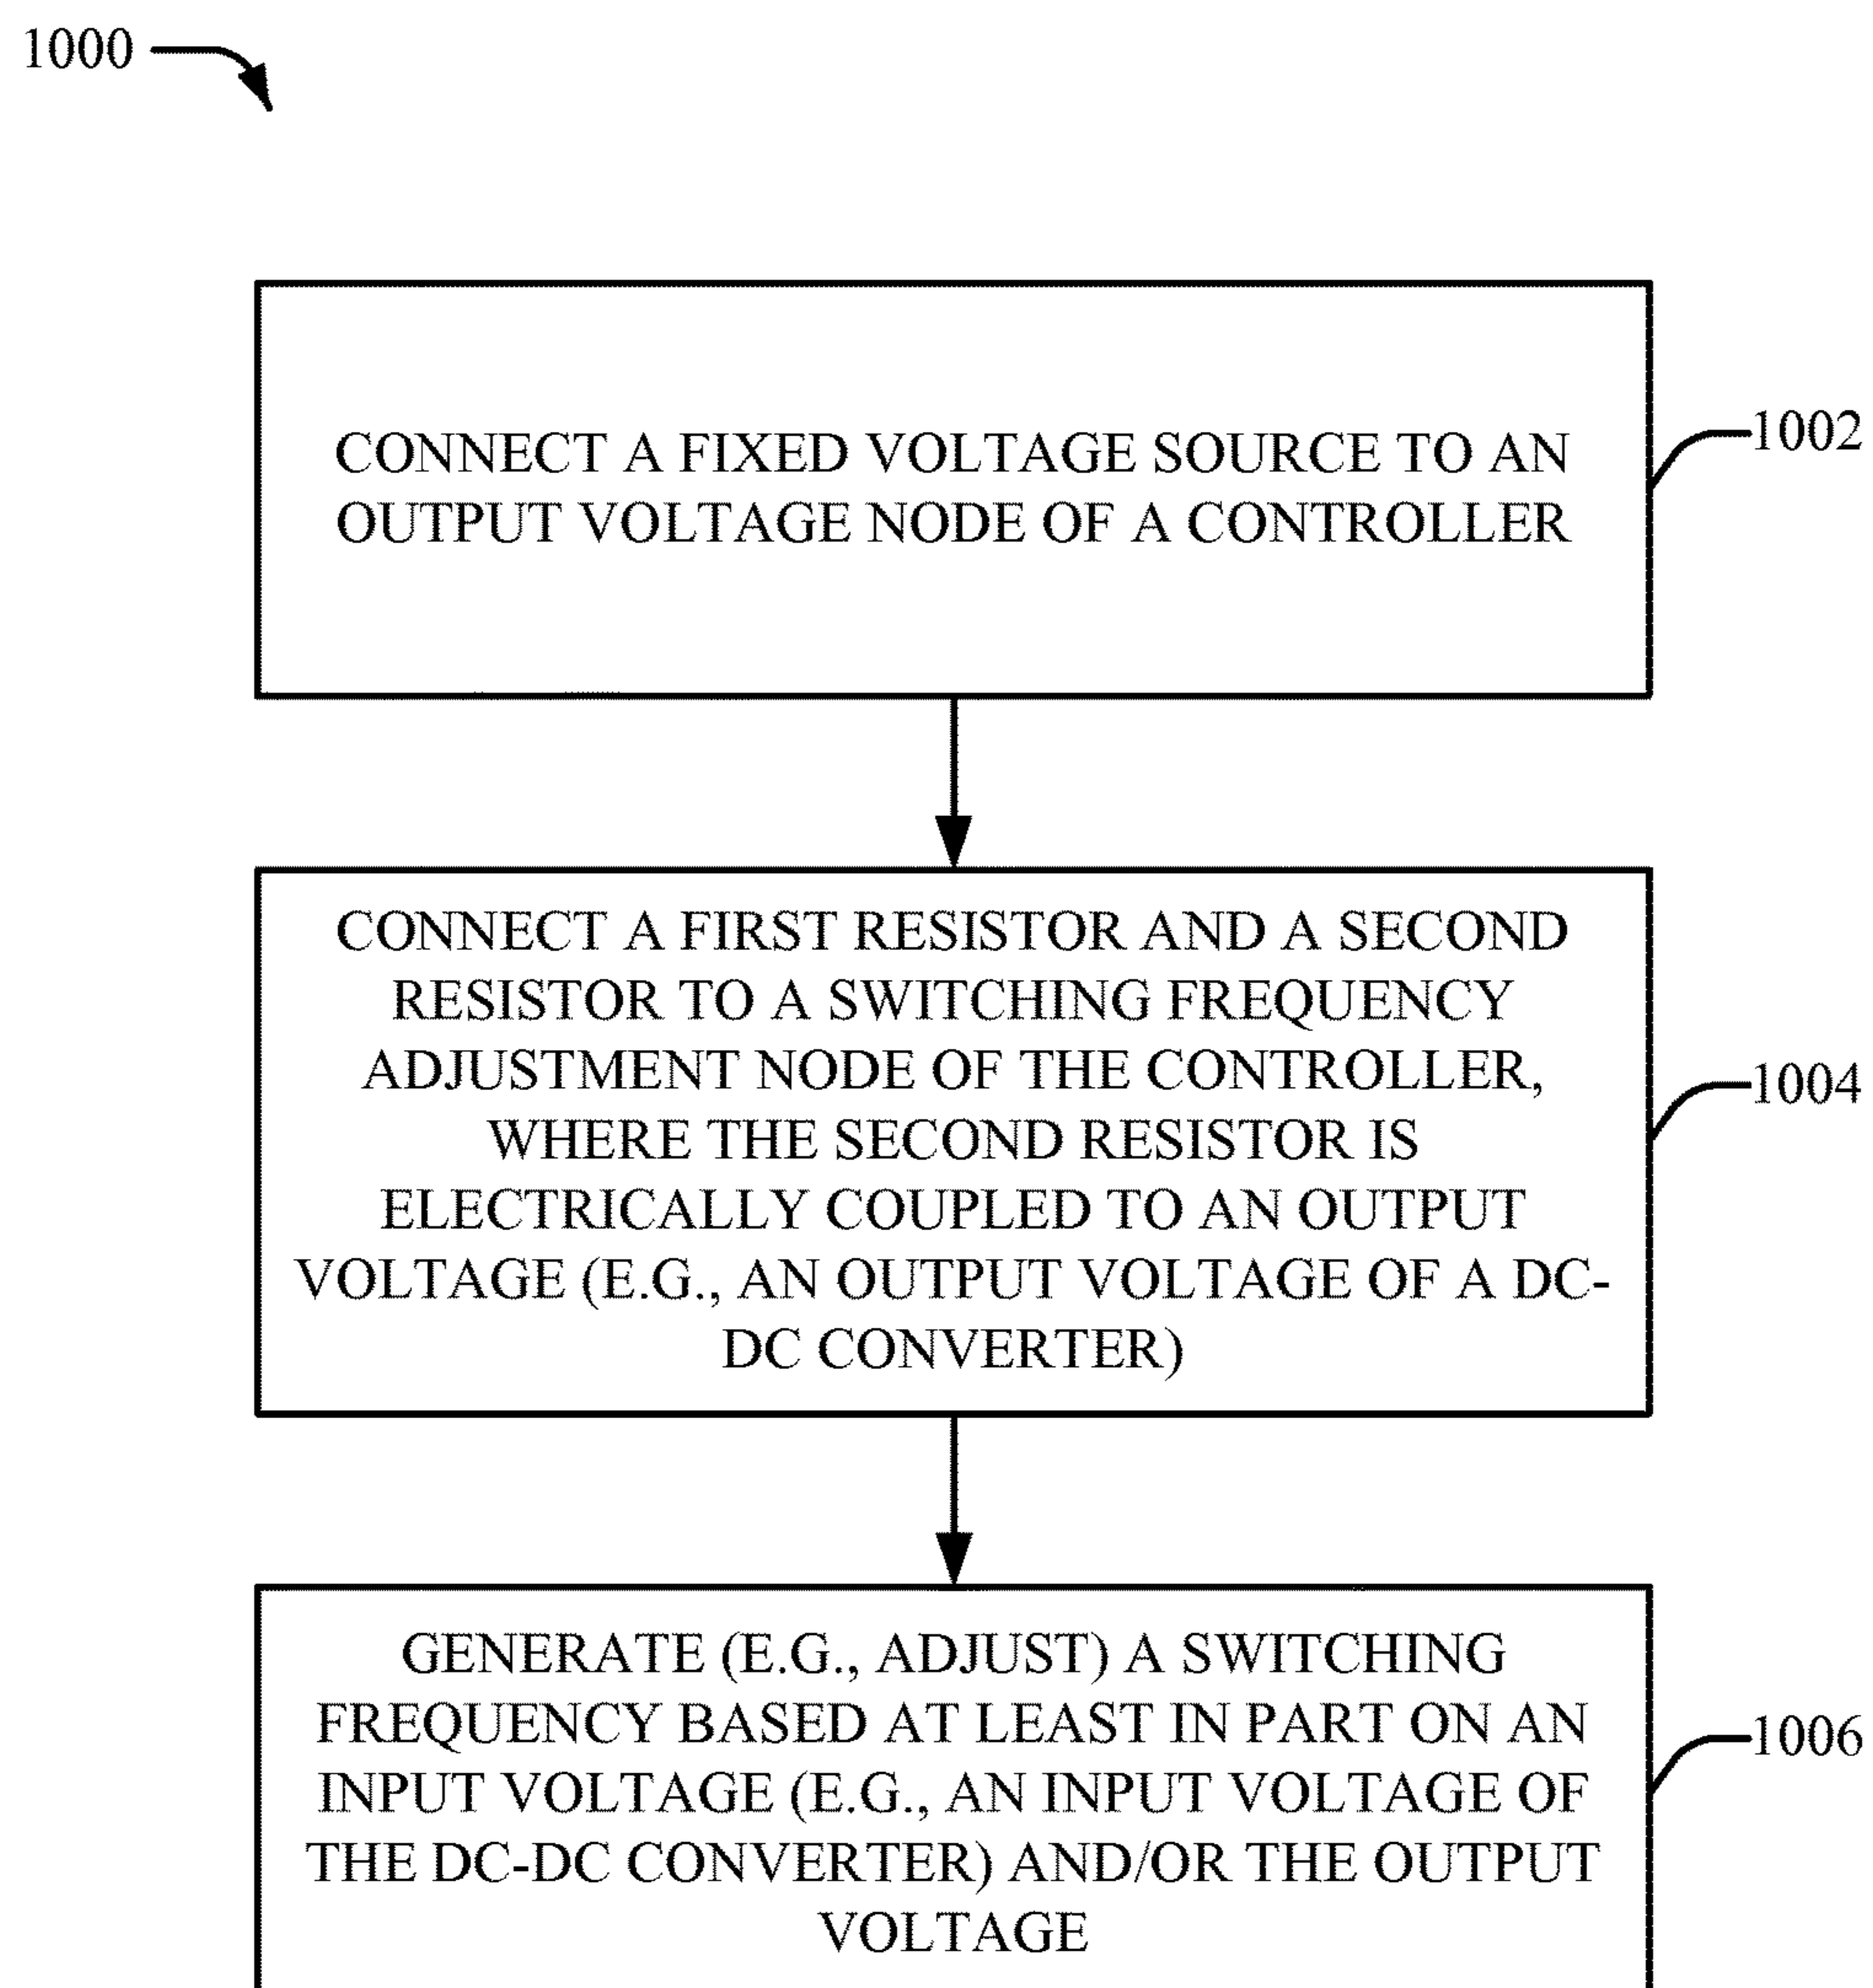 1000
CONNECT A FIXED VOLTAGE SOURCE TO AN
OUTPUT VOLTAGE NODE OF A CONTROLLER
1002
CONNECT A FIRST RESISTOR AND A SECOND
RESISTOR TO A SWITCHING FREQUENCY
ADJUSTMENT NODE OF THE CONTROLLER,
WHERE THE SECOND RESISTOR IS
ELECTRICALLY COUPLED TO AN OUTPUT
VOLTAGE (E.G., AN OUTPUT VOLTAGE OF A DC-
DC CONVERTER)
1004
GENERATE (E.G., ADJUST) A SWITCHING
FREQUENCY BASED AT LEAST IN PART ON AN
INPUT VOLTAGE (E.G., AN INPUT VOLTAGE OF
THE DC-DC CONVERTER) AND/OR THE OUTPUT
VOLTAGE
1006